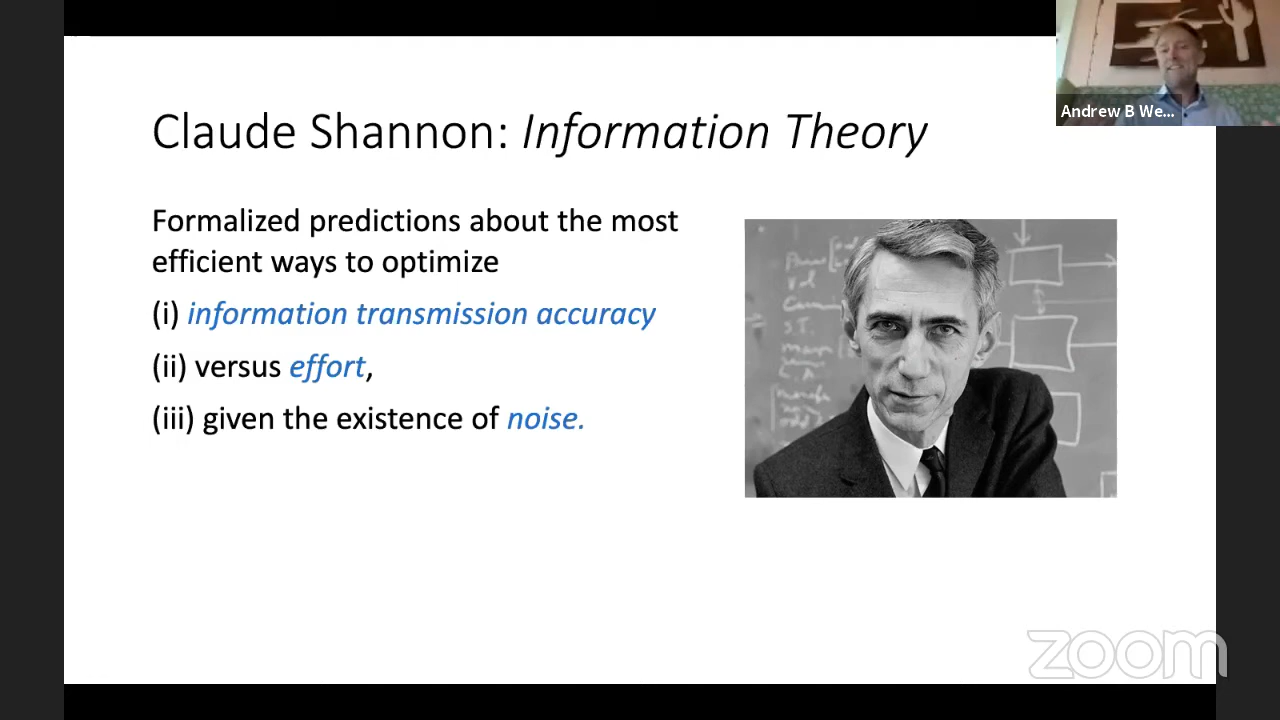 Claude Shannon: Information Theory
Andrew B We...
Formalized predictions about the most
efficient ways to optimize
(i) information transmission accuracy
(ii) versus effort,
(iii) given the existence of noise.
zoom